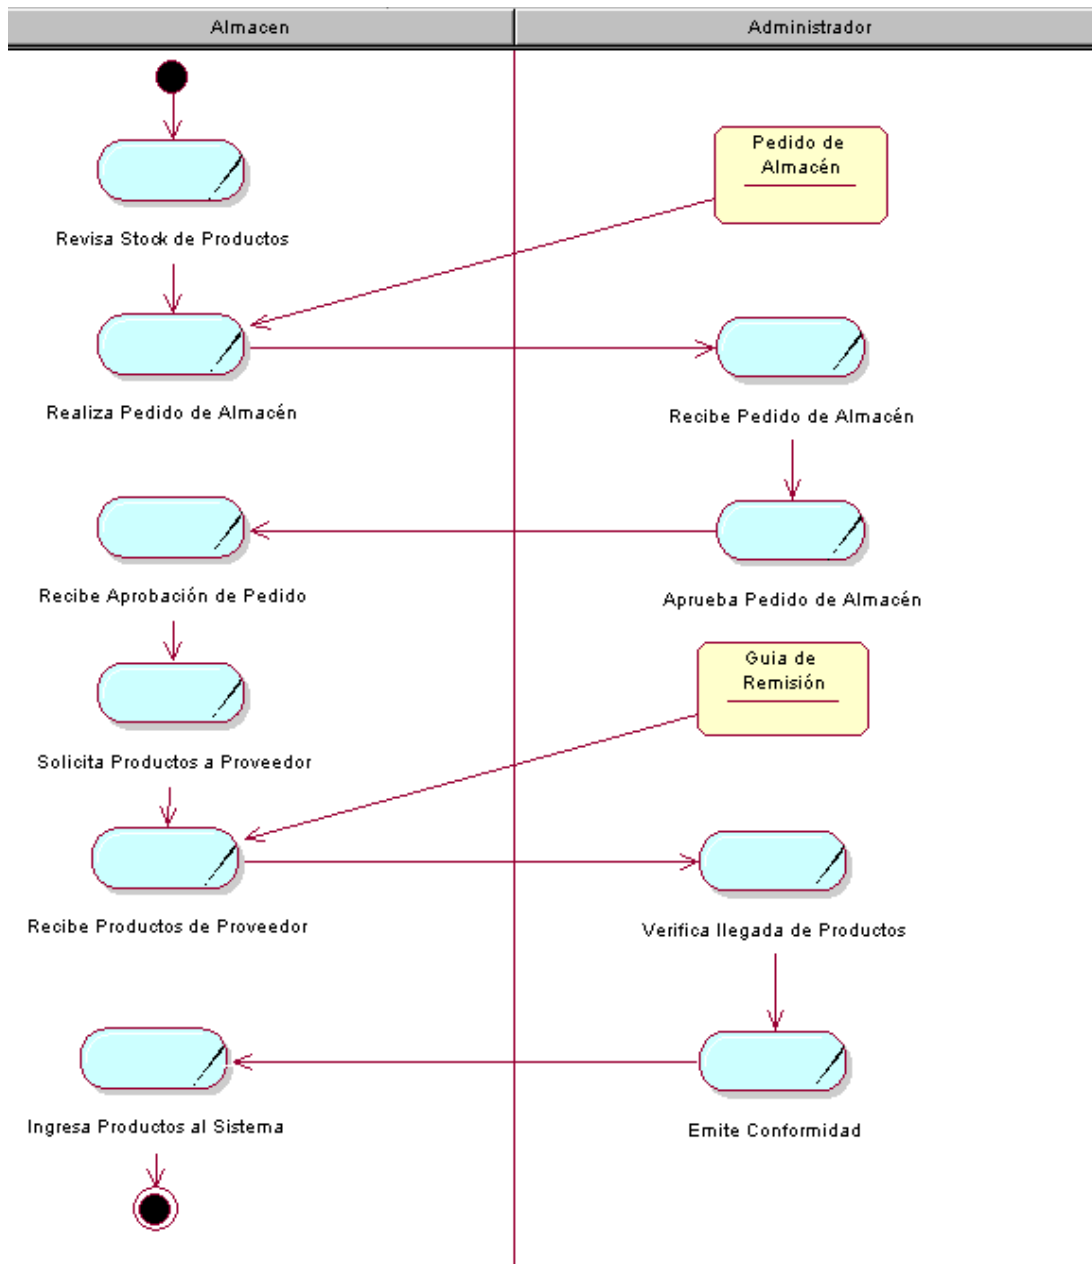 Almacen
Administrador
Pedido de
Almacén
Revisa Stock de Productos
Realiza Pedido de Almacén
Recibe Pedido de Almacén
Recibe Aprobación de Pedido
Aprueba Pedido de Almacén
Guia de
Remisión
Solicita Productos a Proveedor
Recibe Productos de Proveedor
Verifica llegada de Productos
Ingresa Productos al Sistema
Emite Conformidad